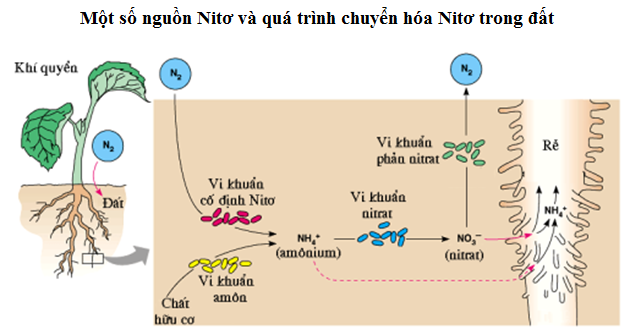 Một số nguồn Nitơ và quá trình chuyển hóa Nitơ trong đất
Khí quyển
N₂
Đất
N₂
Vi khuẩn
cố định Nitơ
Chất
hữu cơ
Vi khuẩn
amôn
NH₄⁺
(amônium)
Vi khuẩn
nitrat
NO₃⁻
(nitrat)
Vi khuẩn
phản nitrat
N₂
Rẻ
NH₄⁺